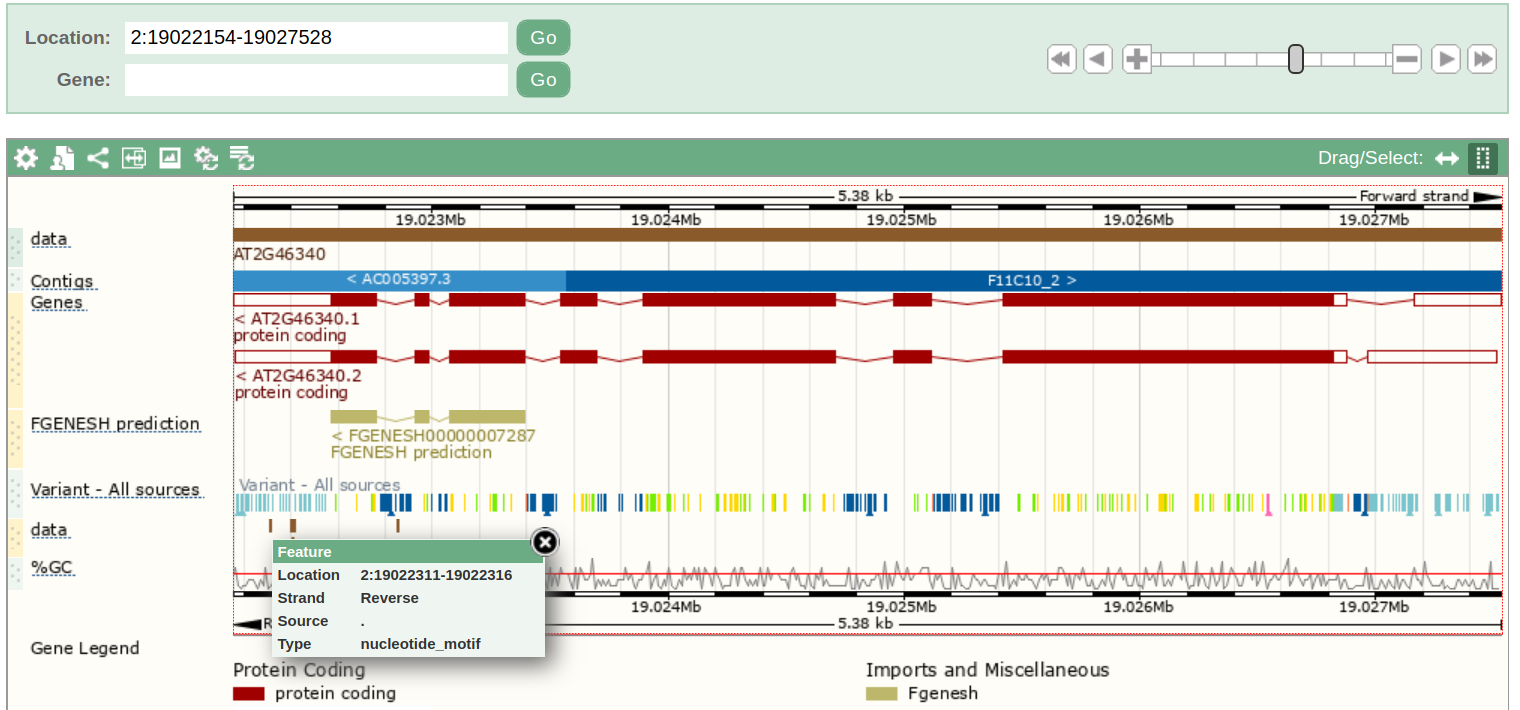 Location: 2:19022154-19027528 Go
Gene: Go
Drag/Select:
5.38 kb Forward strand
19.023Mb 19.024Mb 19.025Mb 19.026Mb 19.027Mb
data
AT2G46340
Contigs < AC005397.3 F11C10_2 >
Genes
< AT2G46340.1
protein coding
< AT2G46340.2
protein coding
FGENESH prediction
< FGENESH00000007287
FGENESH prediction
Variant - All sources Variant - All sources
data
Feature
%GC
Location 2:19022311-19022316
Strand Reverse
19.024Mb 19.025Mb 19.026Mb 19.027Mb
Source .
R 5.38 kb
Type nucleotide_motif
Gene Legend
Protein Coding Imports and Miscellaneous
protein coding Fgenesh